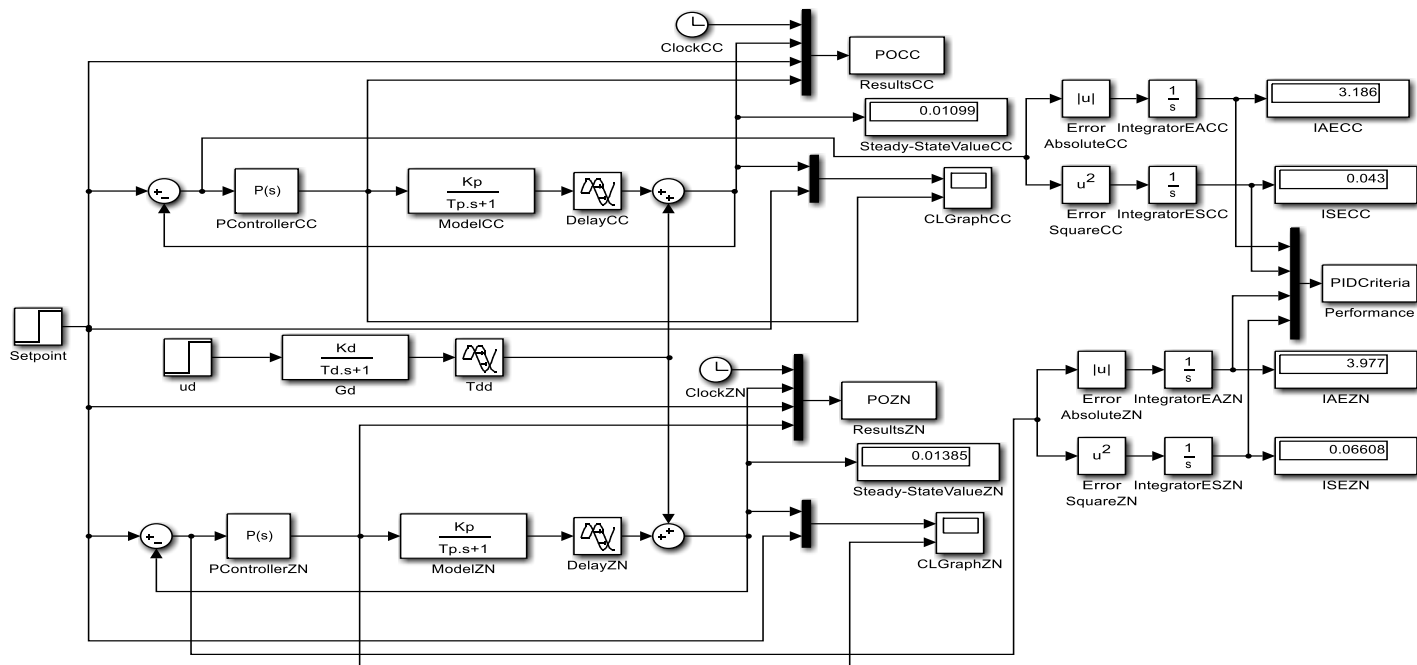 ClockCC
POCC
ResultsCC
0.01099
Steady-StateValueCC
|u|
Error
AbsoluteCC
1
s
IntegratorEACC
3.186
IAECC
+
-
P(s)
PControllerCC
Kp
Tp.s+1
ModelCC
DelayCC
+
+
CLGraphCC
u2
Error
SquareCC
1
s
IntegratorESCC
0.043
ISECC
PIDCriteria
Performance
Setpoint
ud
Kd
Td.s+1
Gd
Tdd
ClockZN
POZN
ResultsZN
0.01385
Steady-StateValueZN
|u|
Error
AbsoluteZN
1
s
IntegratorEAZN
3.977
IAEZN
u2
Error
SquareZN
1
s
IntegratorESZN
0.06608
ISEZN
+
-
P(s)
PControllerZN
Kp
Tp.s+1
ModelZN
DelayZN
+
+
CLGraphZN